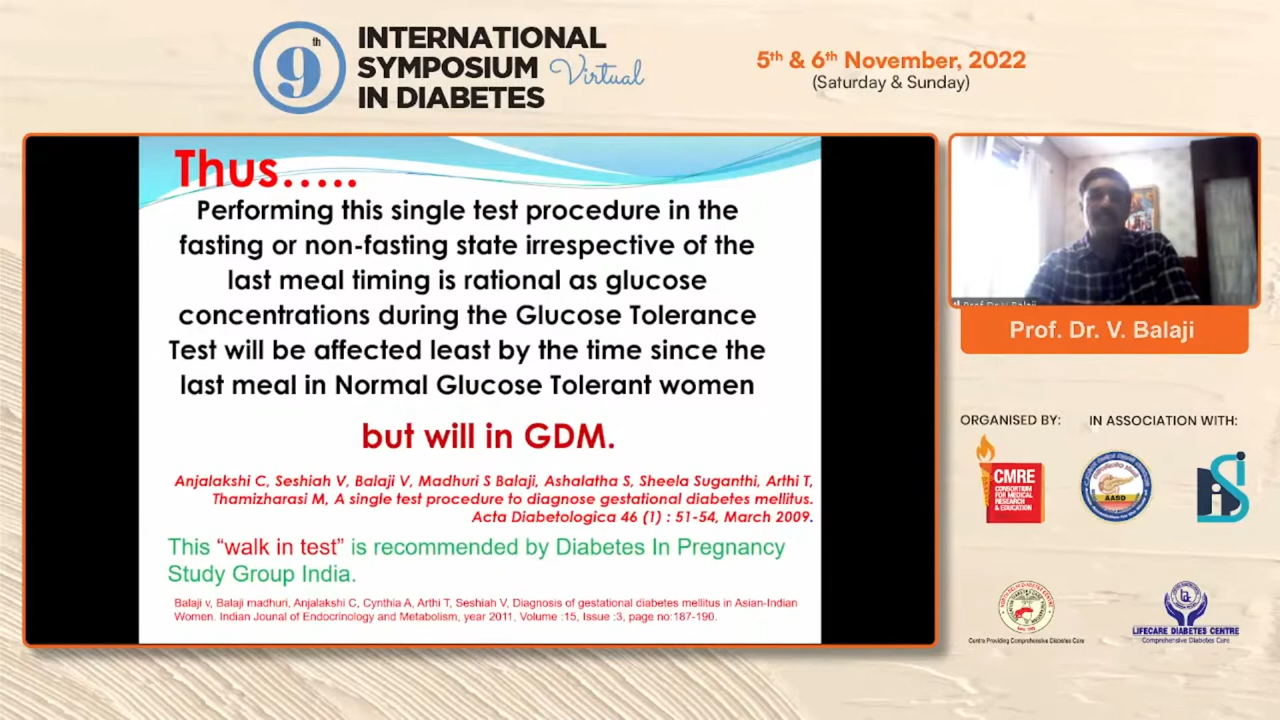 9th
INTERNATIONAL
SYMPOSIUM Virtual
IN DIABETES
5th & 6th November, 2022
(Saturday & Sunday)
Thus.....
Performing this single test procedure in the
fasting or non-fasting state irrespective of the
last meal timing is rational as glucose
concentrations during the Glucose Tolerance
Test will be affected least by the time since the
last meal in Normal Glucose Tolerant women
but will in GDM.
Anjalakshi C, Seshiah V, Balaji V, Madhuri S Balaji, Ashalatha S, Sheela Suganthi, Arthi T,
Thamizharasi M, A single test procedure to diagnose gestational diabetes mellitus.
Acta Diabetologica 46 (1) : 51-54, March 2009.
This “walk in test” is recommended by Diabetes In Pregnancy
Study Group India.
Balaji v, Balaji madhuri, Anjalakshi C, Cynthia A, Arthi T, Seshiah V, Diagnosis of gestational diabetes mellitus in Asian-Indian
Women. Indian Jounal of Endocrinology and Metabolism, year 2011, Volume :15, Issue :3, page no:187-190.
Prof. Dr. V. Balaji
ORGANISED BY:
IN ASSOCIATION WITH:
CMRE
CONSORTIUM
FOR MEDICAL
RESEARCH
& EDUCATION
AASD
Centre Providing Comprehensive Diabetes Care
LIFECARE DIABETES CENTRE
Comprehensive Diabetes Care